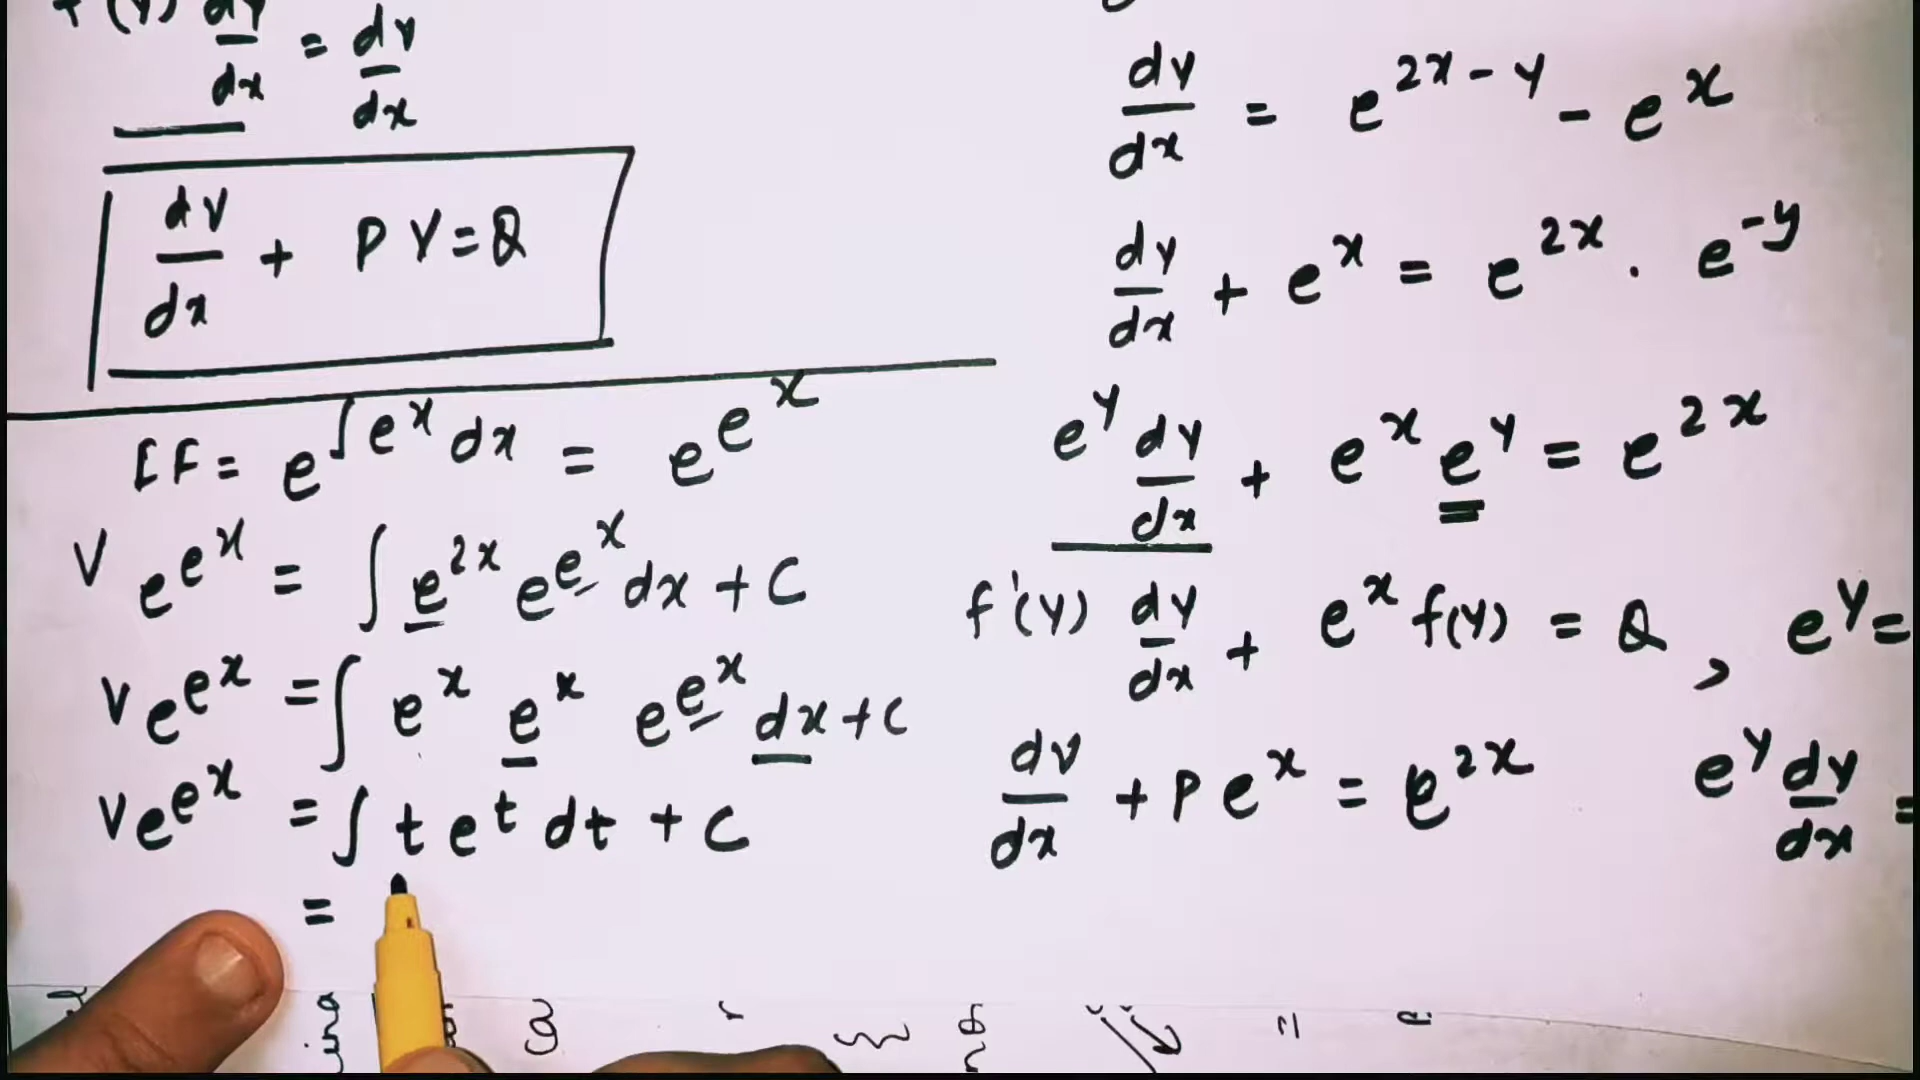 f'(y) dy/dx = dv/dx
dv/dx + PV = Q
IF = e^∫e^x dx = e^e^x
V e^e^x = ∫ e^2x e^e^x dx + C
V e^e^x = ∫ e^x e^x e^e^x dx + C
V e^e^x = ∫ t e^t dt + C
=
dy/dx = e^2x-y - e^x
dy/dx + e^x = e^2x . e^-y
e^y dy/dx + e^x e^y = e^2x
f'(y) dy/dx + e^x f(y) = Q , e^y =
dv/dx + P e^x = e^2x e^y dy/dx =